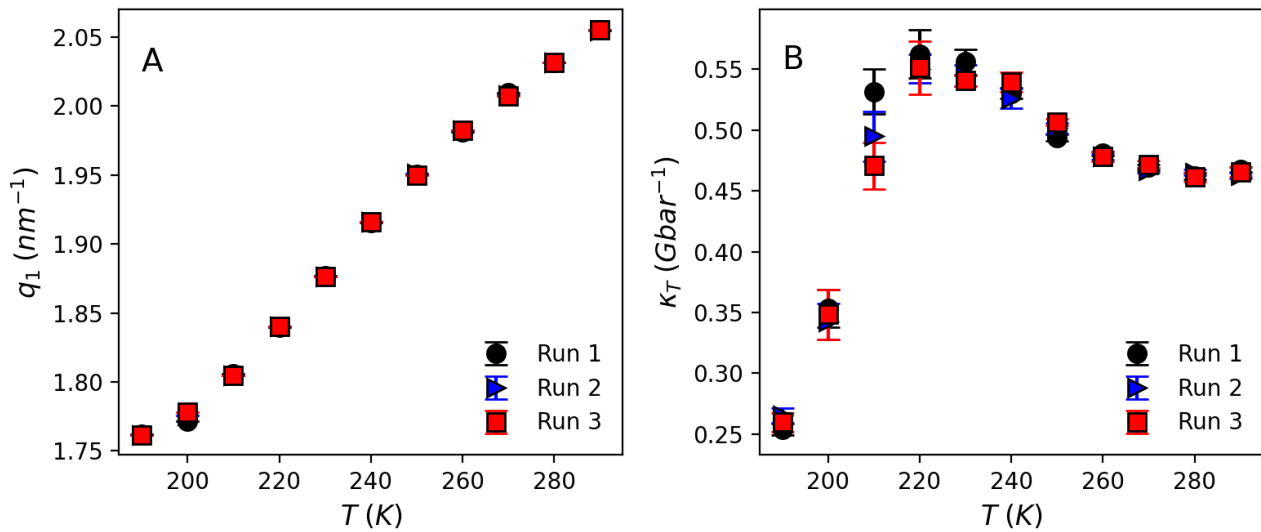 A
2.05
2.00
1.95
1.90
1.85
1.80
1.75
q₁ (nm⁻¹)
200 220 240 260 280
T (K)
Run 1
Run 2
Run 3
B
0.55
0.50
0.45
0.40
0.35
0.30
0.25
κ_T (Gbar⁻¹)
200 220 240 260 280
T (K)
Run 1
Run 2
Run 3